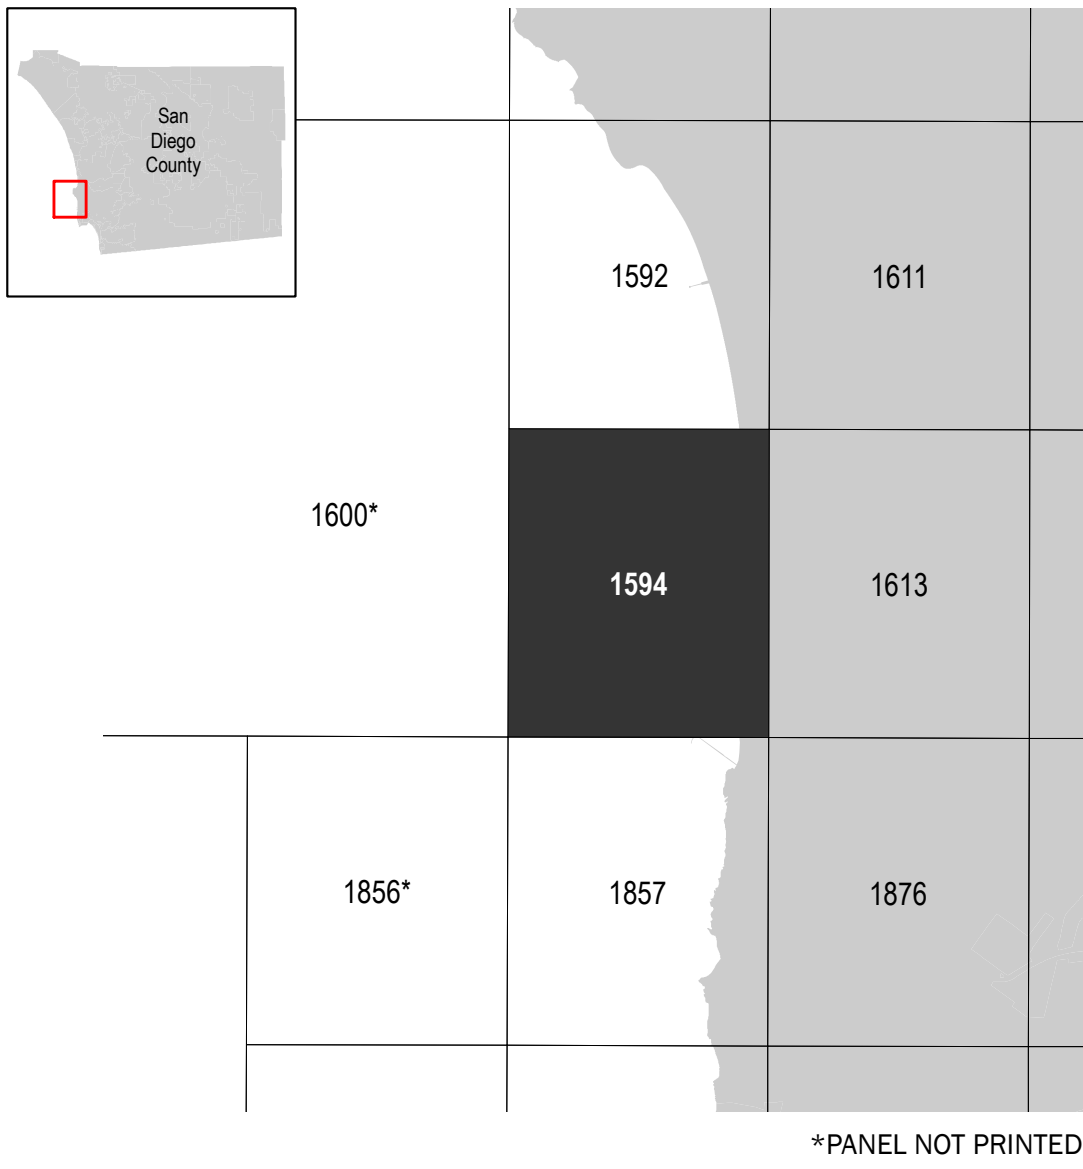 San
Diego
County
1592
1611
1600*
1594
1613
1856*
1857
1876
*PANEL NOT PRINTED